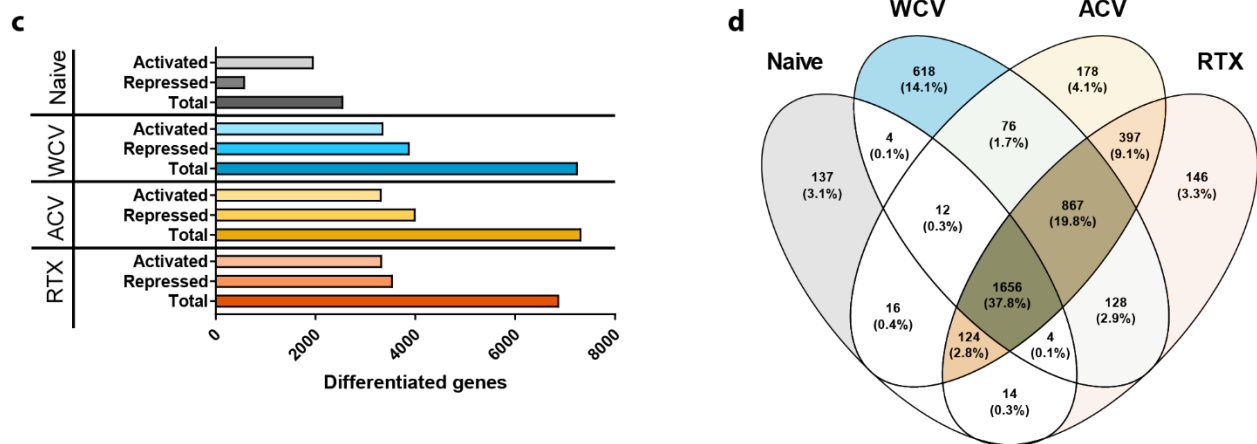 c
Naive
Activated
Repressed
Total
WCV
Activated
Repressed
Total
ACV
Activated
Repressed
Total
RTX
Activated
Repressed
Total
0
2000
4000
6000
8000
Differentiated genes
d
WCV
ACV
Naive
RTX
618
(14.1%)
178
(4.1%)
76
(1.7%)
4
(0.1%)
397
(9.1%)
137
(3.1%)
146
(3.3%)
12
(0.3%)
867
(19.8%)
1656
(37.8%)
16
(0.4%)
128
(2.9%)
124
(2.8%)
4
(0.1%)
14
(0.3%)